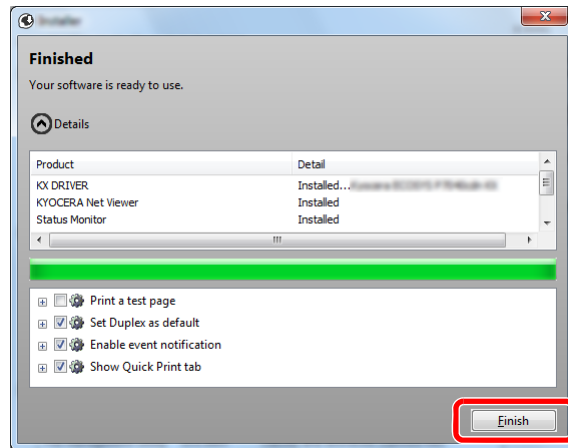 Finished
Your software is ready to use.
Details
Product Detail
KX DRIVER Installed...
KYOCERA Net Viewer Installed
Status Monitor Installed
Print a test page
Set Duplex as default
Enable event notification
Show Quick Print tab
Finish